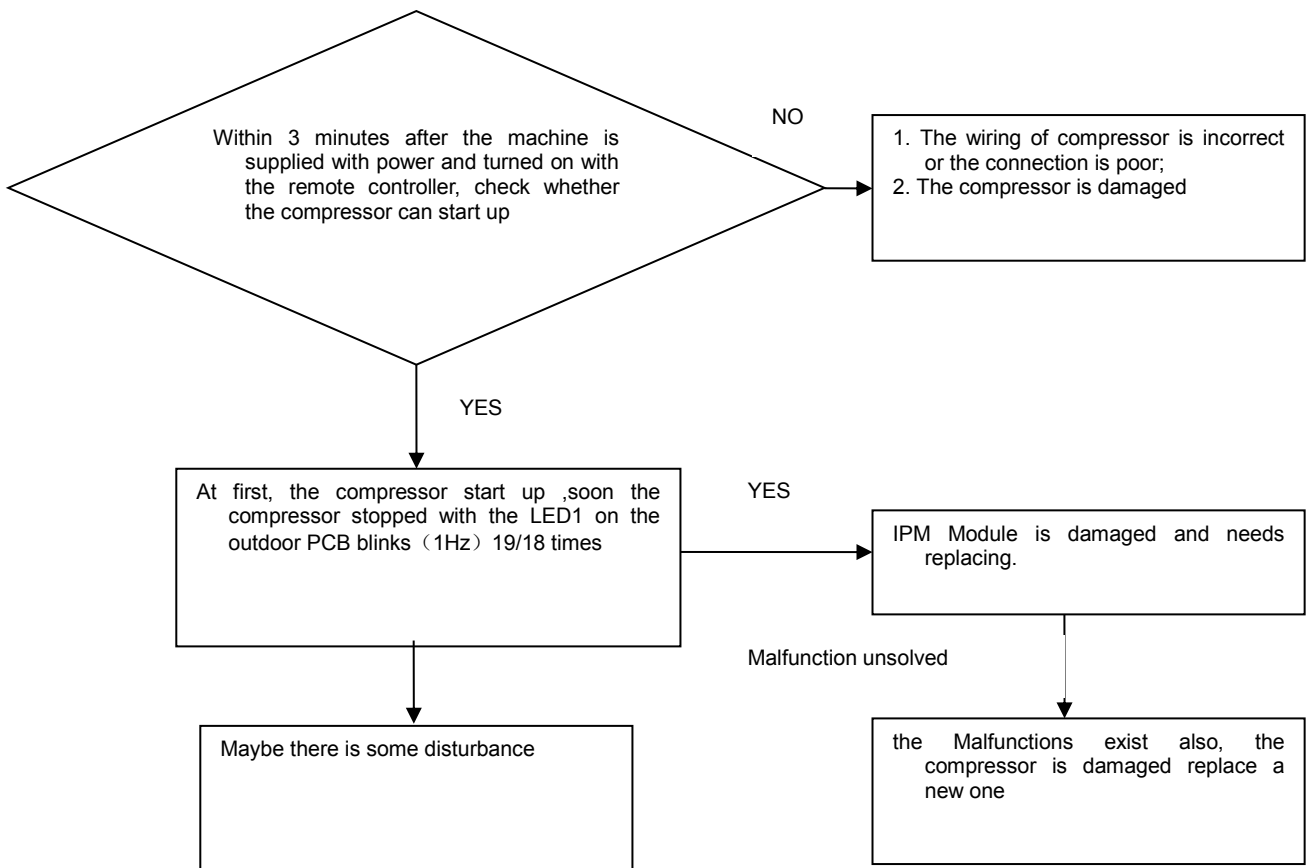 Within 3 minutes after the machine is
supplied with power and turned on with
the remote controller, check whether
the compressor can start up
NO
1. The wiring of compressor is incorrect
or the connection is poor;
2. The compressor is damaged
YES
At first, the compressor start up ,soon the
compressor stopped with the LED1 on the
outdoor PCB blinks（1Hz）19/18 times
YES
IPM Module is damaged and needs
replacing.
Malfunction unsolved
Maybe there is some disturbance
the Malfunctions exist also, the
compressor is damaged replace a
new one